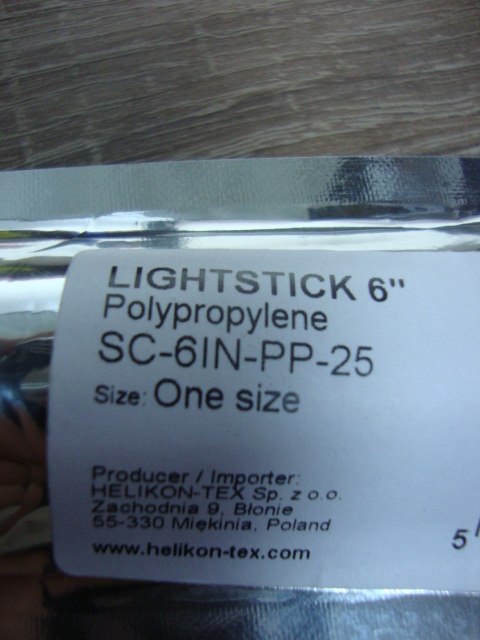 LIGHTSTICK 6"
Polypropylene
SC-6IN-PP-25
Size: One size
Producer / Importer:
HELIKON-TEX Sp. z o.o.
Zachodnia 9, Błonie
55-330 Miękinia, Poland
www.helikon-tex.com
5